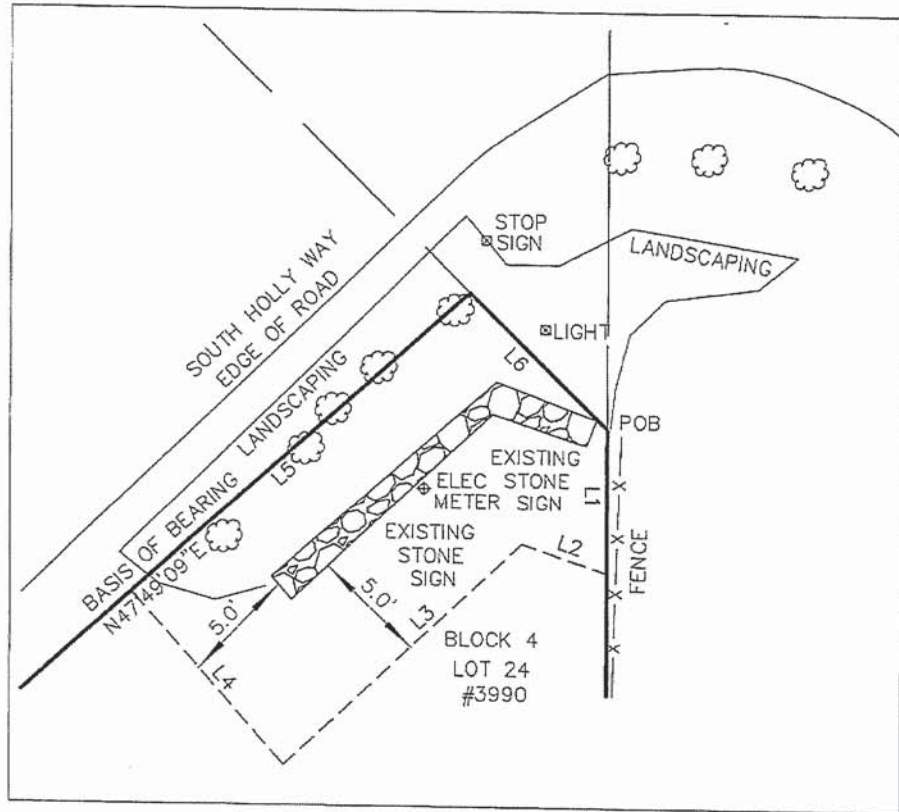 STOP
SIGN
LANDSCAPING
SOUTH HOLLY WAY
EDGE OF ROAD
LIGHT
L6
POB
LANDSCAPING
BASIS OF BEARING
N47°49'09"E
L5
EXISTING
STONE
SIGN
ELEC
METER
L1
EXISTING
STONE
SIGN
L2
FENCE
5.0'
5.0'
L3
L4
BLOCK 4
LOT 24
#3990